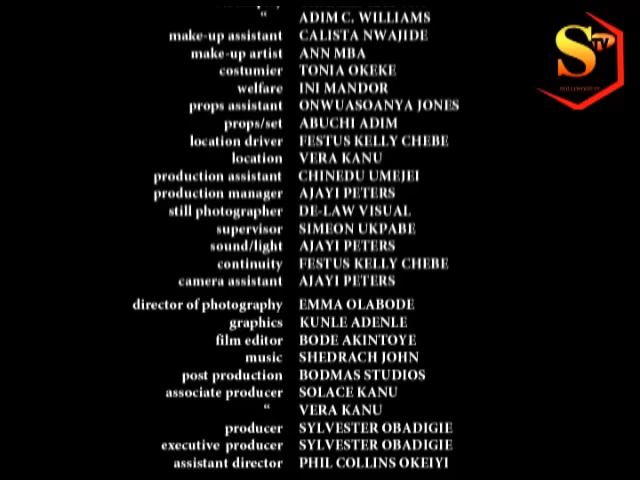 “ ADIM C. WILLIAMS
make-up assistant CALISTA NWAJIDE
make-up artist ANN MBA
costumier TONIA OKEKE
welfare INI MANDOR
props assistant ONWUASOANYA JONES
props/set ABUCHI ADIM
location driver FESTUS KELLY CHEBE
location VERA KANU
production assistant CHINEDU UMEJEI
production manager AJAYI PETERS
still photographer DE-LAW VISUAL
supervisor SIMEON UKPABE
sound/light AJAYI PETERS
continuity FESTUS KELLY CHEBE
camera assistant AJAYI PETERS
director of photography EMMA OLABODE
graphics KUNLE ADENLE
film editor BODE AKINTOYE
music SHEDRACH JOHN
post production BODMAS STUDIOS
associate producer SOLACE KANU
“ VERA KANU
producer SYLVESTER OBADIGIE
executive producer SYLVESTER OBADIGIE
assistant director PHIL COLLINS OKEIYI
S TV